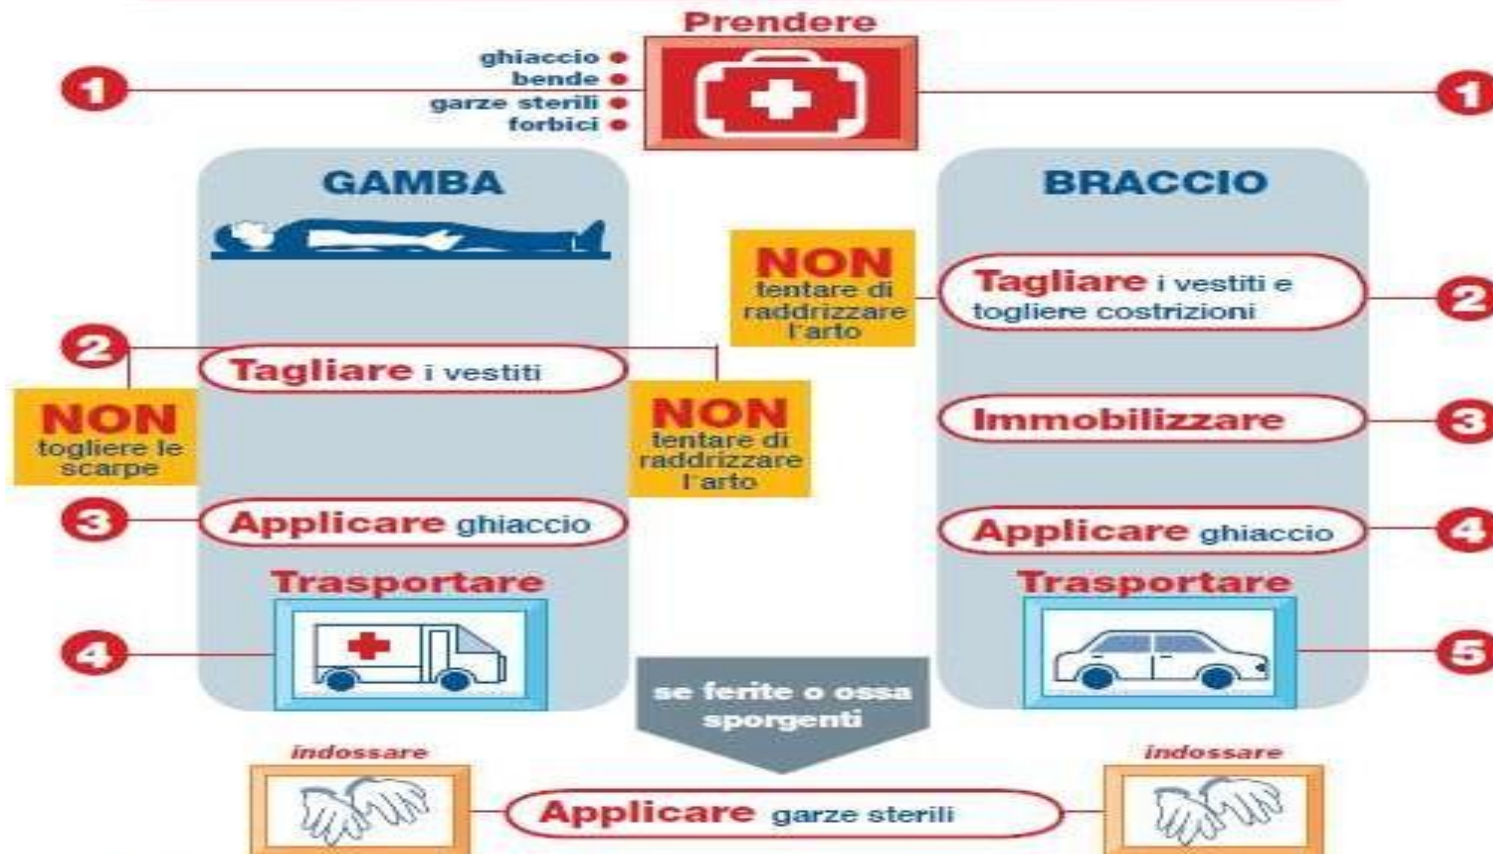 Prendere
ghiaccio •
bende •
garze sterili •
forbici •
1
1
GAMBA
2
Tagliare i vestiti
NON
togliere le
scarpe
NON
tentare di
raddrizzare
l'arto
3
Applicare ghiaccio
Trasportare
4
BRACCIO
NON
tentare di
raddrizzare
l'arto
Tagliare i vestiti e
togliere costrizioni
2
Immobilizzare
3
Applicare ghiaccio
4
Trasportare
5
se ferite o ossa
sporgenti
indossare
Applicare garze sterili
indossare